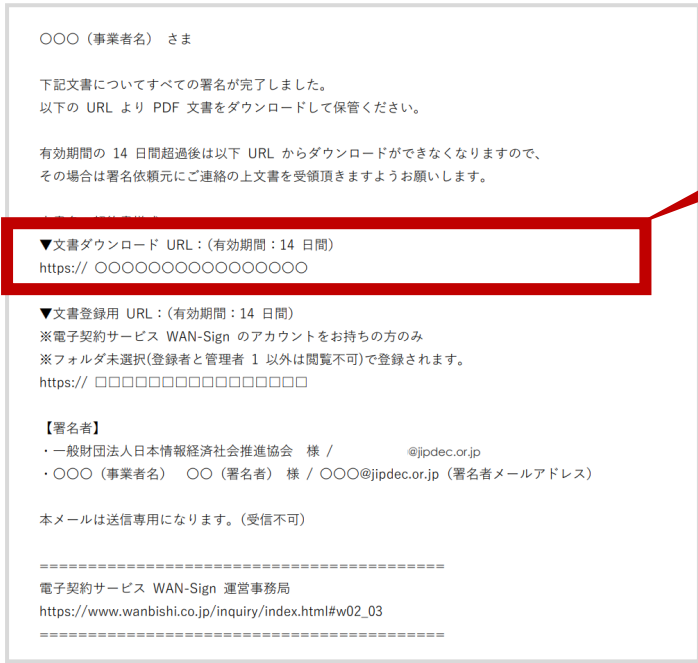 〇〇〇（事業者名） さま
下記文書についてすべての署名が完了しました。
以下の URL より PDF 文書をダウンロードして保管ください。
有効期間の 14 日間超過後は以下 URL からダウンロードができなくなりますので、
その場合は署名依頼元にご連絡の上文書を受領頂きますようお願いします。
▼文書ダウンロード URL：(有効期間：14 日間)
https:// 〇〇〇〇〇〇〇〇〇〇〇〇〇〇〇〇
▼文書登録用 URL：(有効期間：14 日間)
※電子契約サービス WAN-Sign のアカウントをお持ちの方のみ
※フォルダ未選択(登録者と管理者 1 以外は閲覧不可)で登録されます。
https:// □□□□□□□□□□□□□□□□
【署名者】
・一般財団法人日本情報経済社会推進協会　様 / @jipdec.or.jp
・〇〇〇（事業者名）　〇〇（署名者） 様 / 〇〇〇@jipdec.or.jp（署名者メールアドレス）
本メールは送信専用になります。(受信不可)
==========================================
電子契約サービス WAN-Sign 運営事務局
https://www.wanbishi.co.jp/inquiry/index.html#w02_03
==========================================